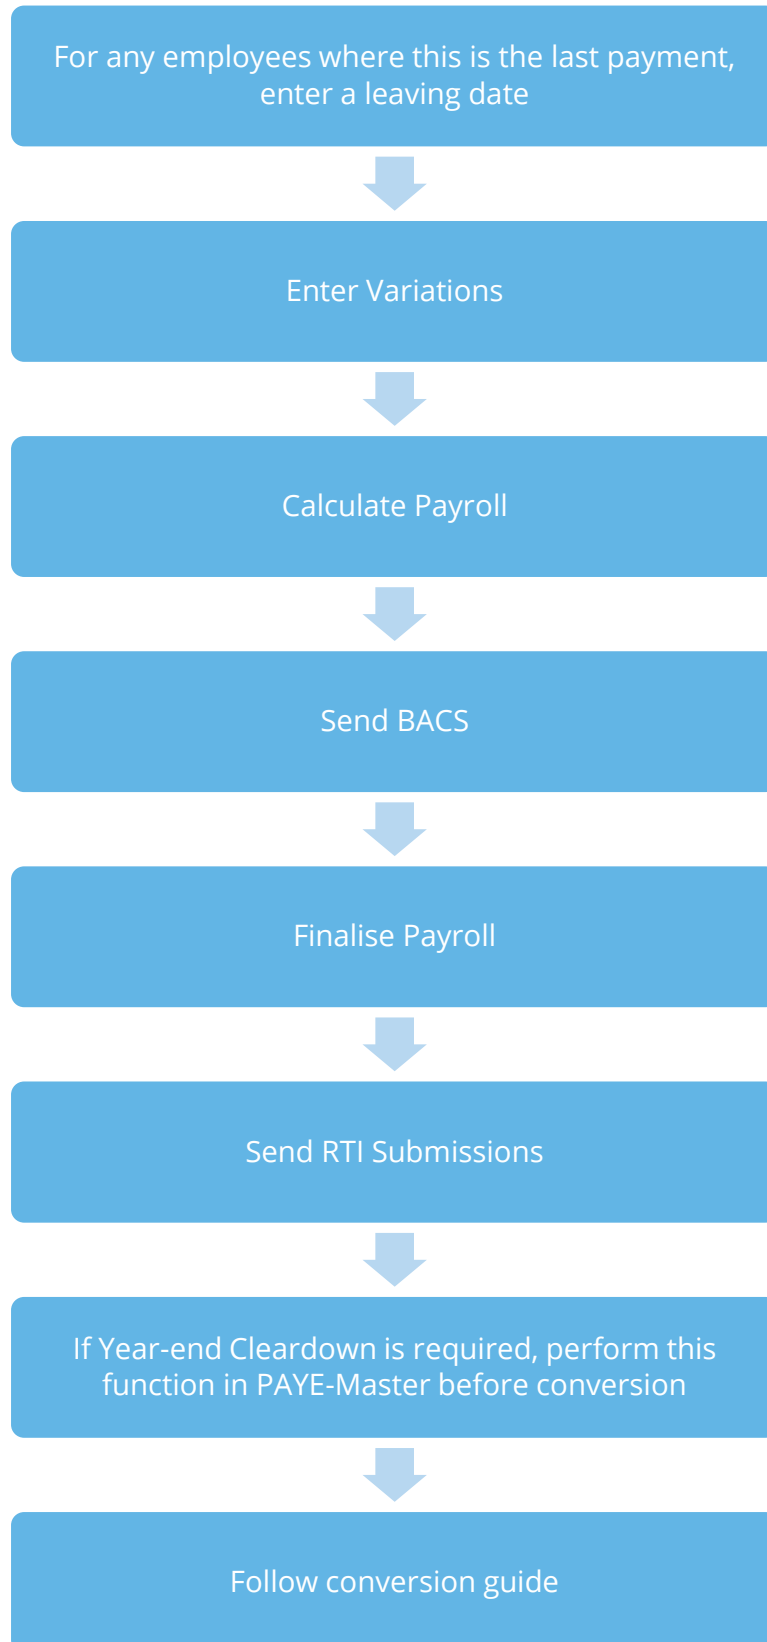 For any employees where this is the last payment,
enter a leaving date
Enter Variations
Calculate Payroll
Send BACS
Finalise Payroll
Send RTI Submissions
If Year-end Cleardown is required, perform this
function in PAYE-Master before conversion
Follow conversion guide